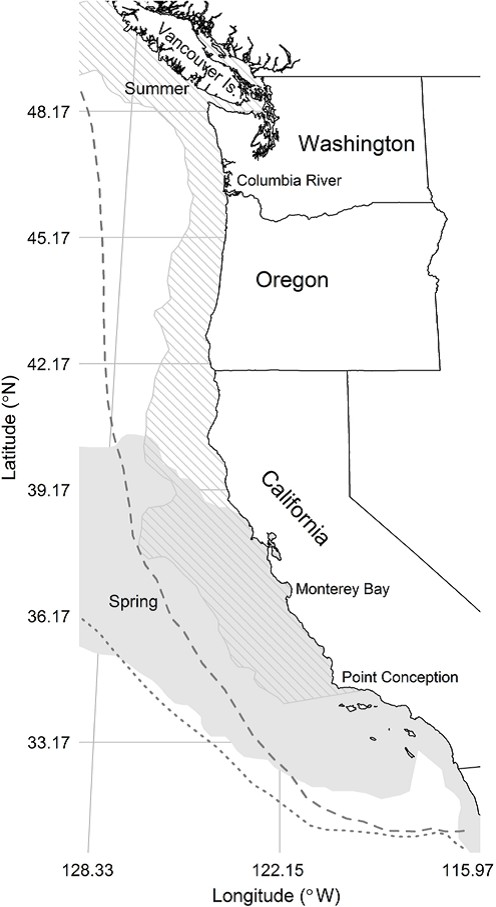 Vancouver Is.
Summer
48.17
Washington
Columbia River
45.17
Oregon
42.17
Latitude (°N)
39.17
California
Monterey Bay
36.17
Spring
Point Conception
33.17
128.33
122.15
115.97
Longitude (°W)